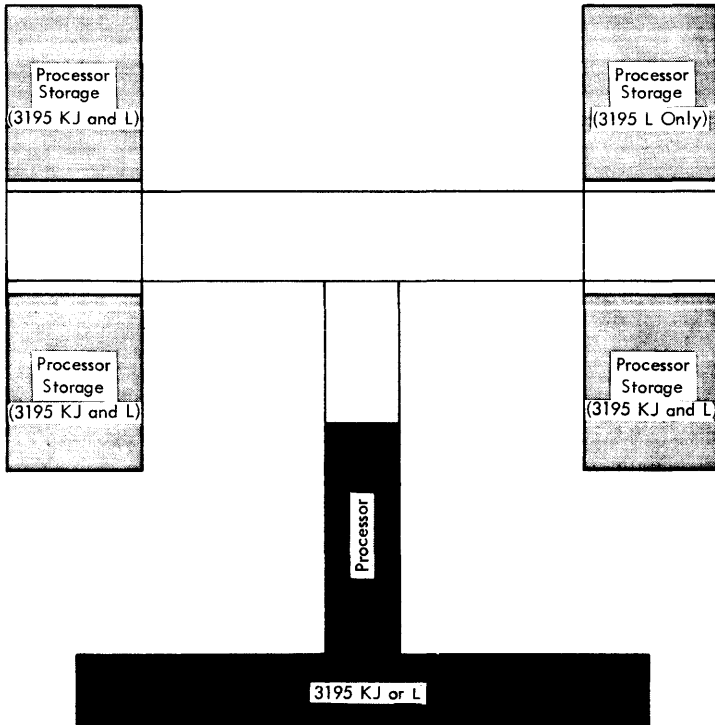 Processor
Storage
(3195 KJ and L)
Processor
Storage
(3195 L Only)
Processor
Storage
(3195 KJ and L)
Processor
Storage
(3195 KJ and L)
Processor
3195 KJ or L